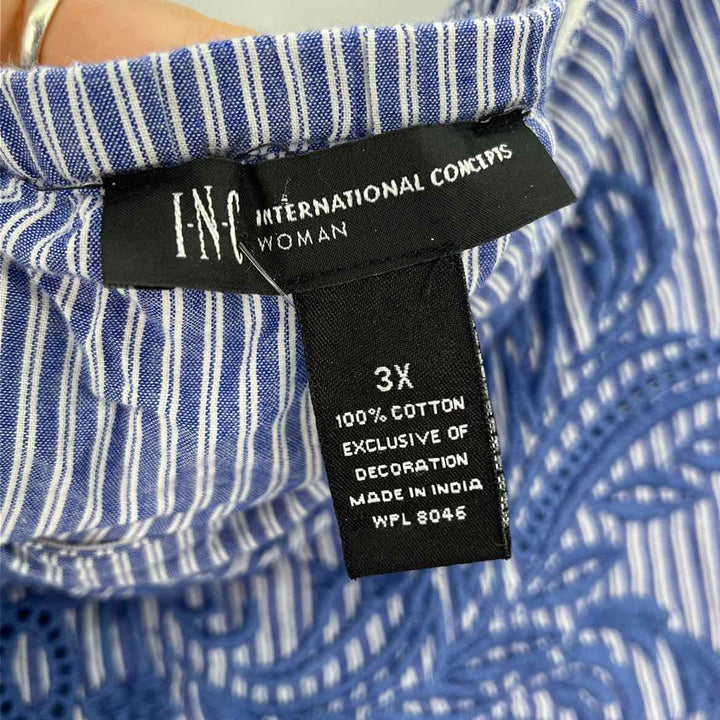 I·N·C INTERNATIONAL CONCEPTS
WOMAN
3X
100% COTTON
EXCLUSIVE OF
DECORATION
MADE IN INDIA
WPL 8046